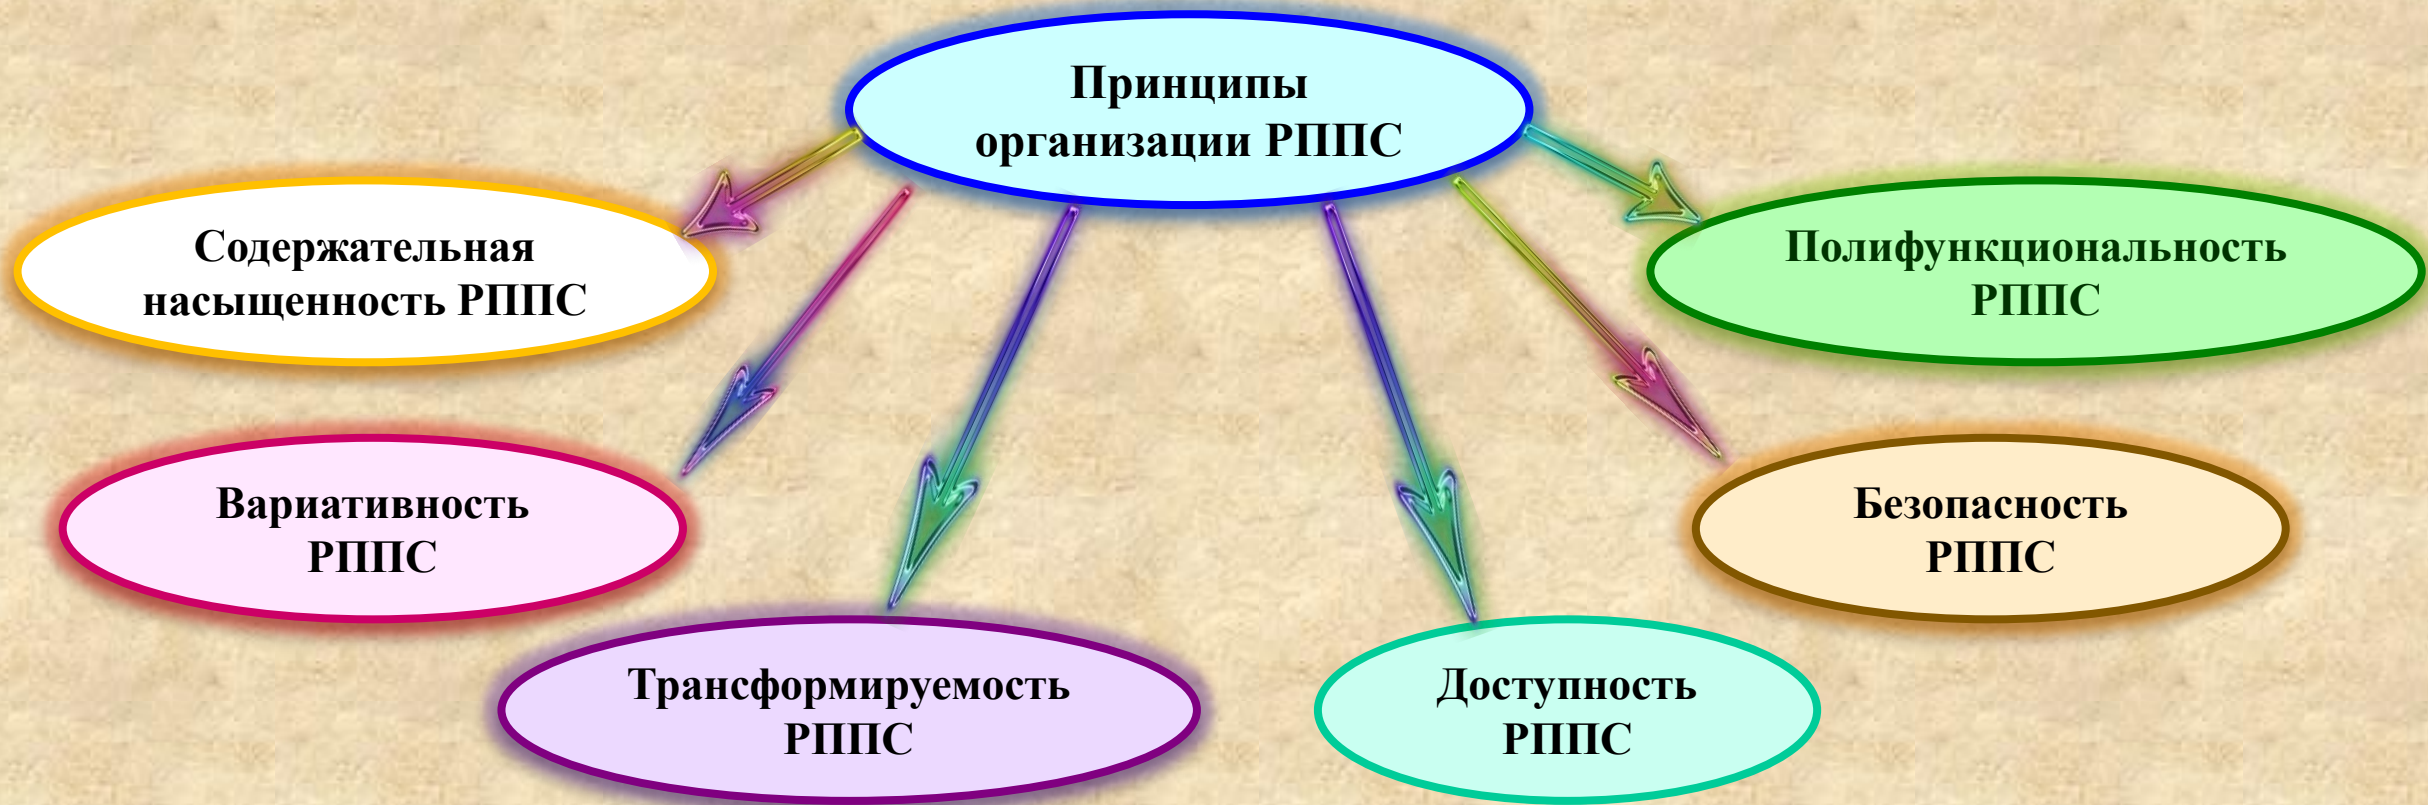 Принципы
организации РППС
Содержательная
насыщенность РППС
Полифункциональность
РППС
Вариативность
РППС
Безопасность
РППС
Трансформируемость
РППС
Доступность
РППС